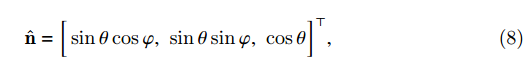 n̂ = [ sin θ cos φ, sin θ sin φ, cos θ ]⊤, (8)